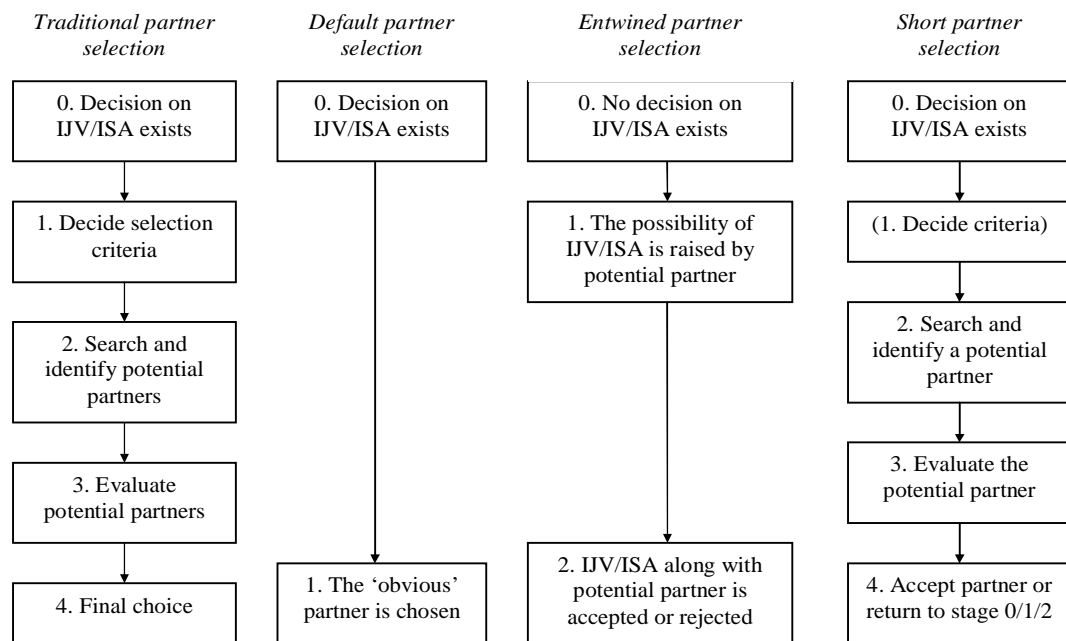 Traditional partner
selection
0. Decision on
IJV/ISA exists
1. Decide selection
criteria
2. Search and
identify potential
partners
3. Evaluate
potential partners
4. Final choice
Default partner
selection
0. Decision on
IJV/ISA exists
1. The ‘obvious’
partner is chosen
Entwined partner
selection
0. No decision on
IJV/ISA exists
1. The possibility of
IJV/ISA is raised by
potential partner
2. IJV/ISA along with
potential partner is
accepted or rejected
Short partner
selection
0. Decision on
IJV/ISA exists
(1. Decide criteria)
2. Search and
identify a potential
partner
3. Evaluate the
potential partner
4. Accept partner or
return to stage 0/1/2